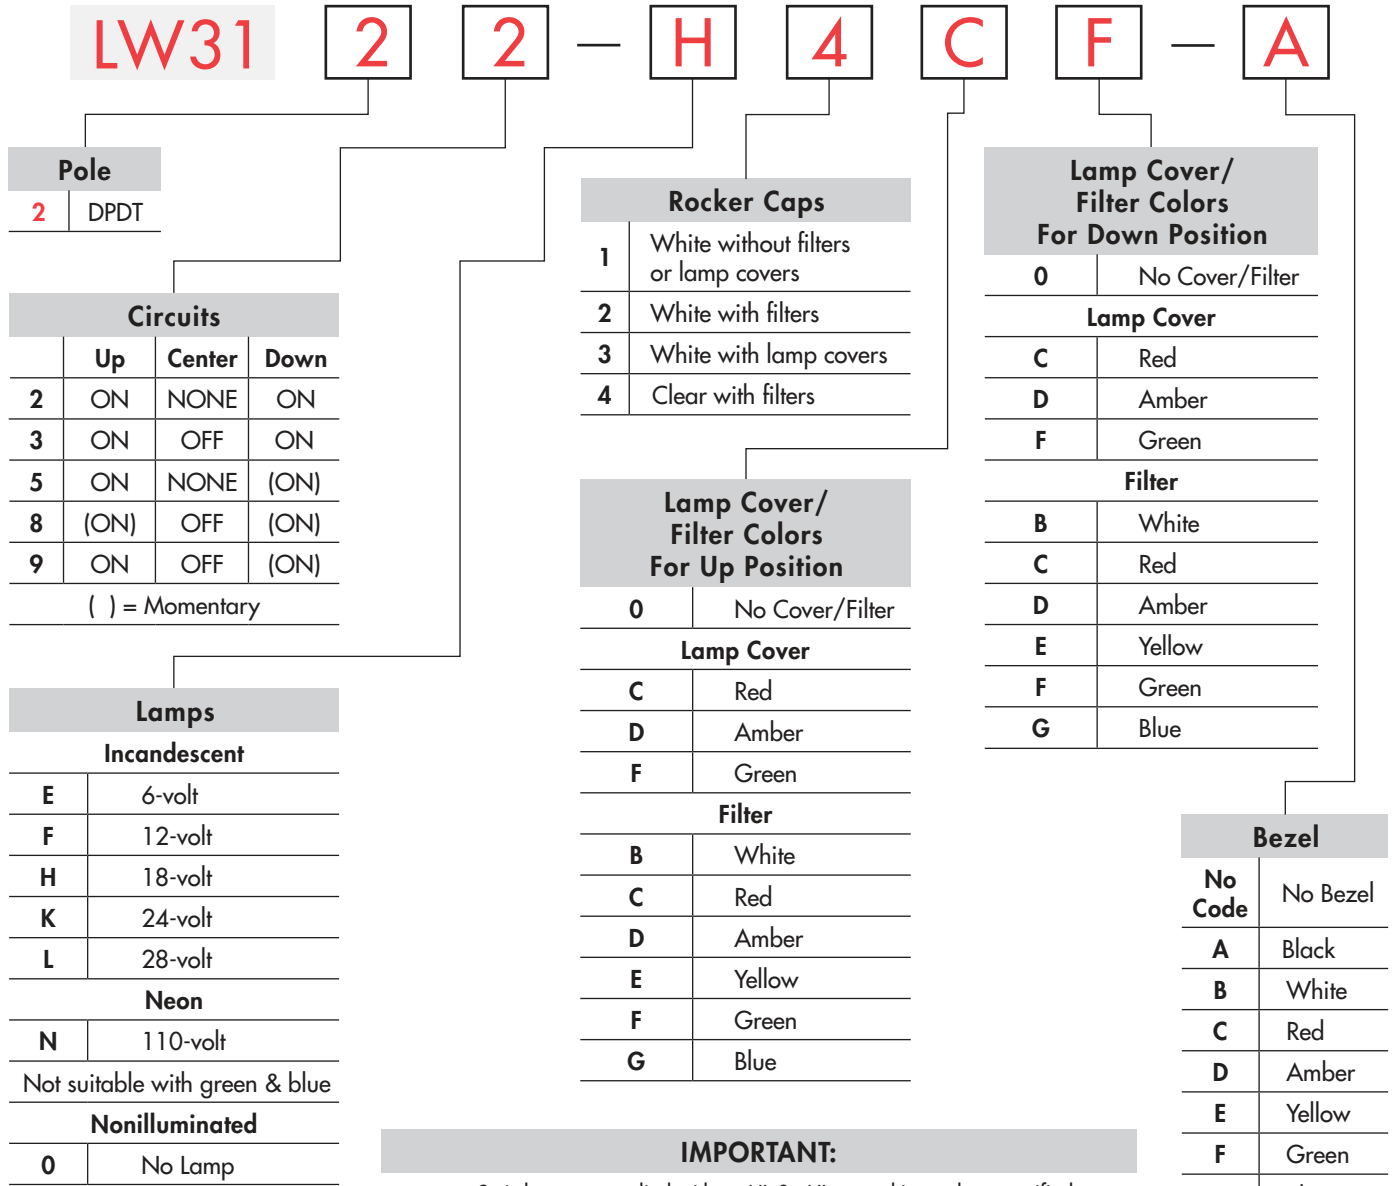 LW31 2 2 — H 4 C F — A
Pole
2 DPDT
Circuits
Up Center Down
2 ON NONE ON
3 ON OFF ON
5 ON NONE (ON)
8 (ON) OFF (ON)
9 ON OFF (ON)
( ) = Momentary
Lamps
Incandescent
E 6-volt
F 12-volt
H 18-volt
K 24-volt
L 28-volt
Neon
N 110-volt
Not suitable with green & blue
Nonilluminated
0 No Lamp
Rocker Caps
1 White without filters
or lamp covers
2 White with filters
3 White with lamp covers
4 Clear with filters
Lamp Cover/
Filter Colors
For Up Position
0 No Cover/Filter
Lamp Cover
C Red
D Amber
F Green
Filter
B White
C Red
D Amber
E Yellow
F Green
G Blue
Lamp Cover/
Filter Colors
For Down Position
0 No Cover/Filter
Lamp Cover
C Red
D Amber
F Green
Filter
B White
C Red
D Amber
E Yellow
F Green
G Blue
Bezel
No
Code No Bezel
A Black
B White
C Red
D Amber
E Yellow
F Green
IMPORTANT: